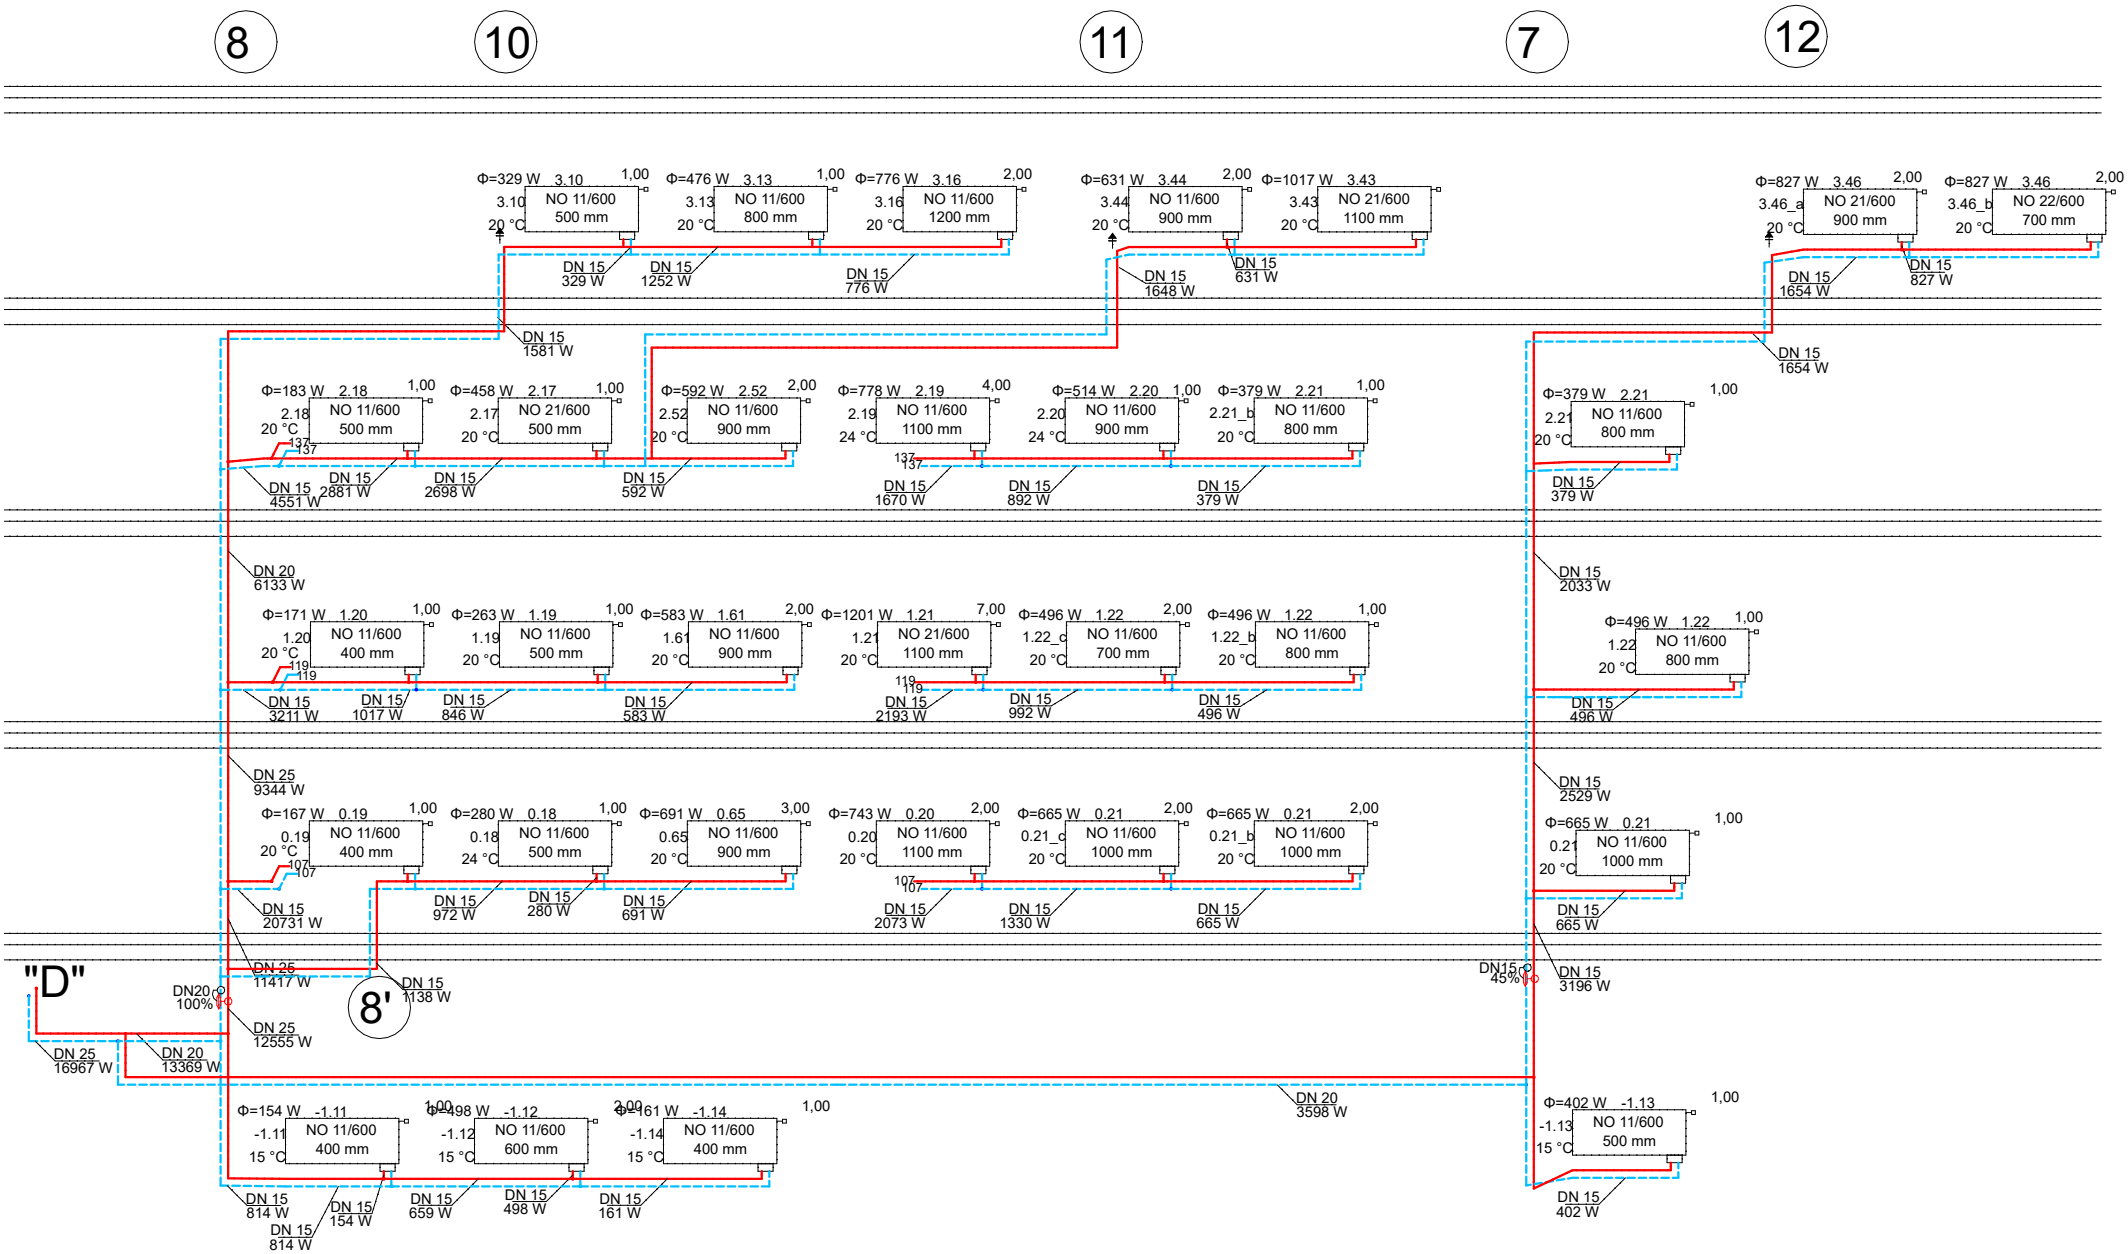 8
10
11
7
12
Φ=329 W 3.10 1,00
3.10 NO 11/600
20 °C 500 mm
Φ=476 W 3.13 1,00
3.13 NO 11/600
20 °C 800 mm
Φ=776 W 3.16 2,00
3.16 NO 11/600
20 °C 1200 mm
Φ=631 W 3.44 2,00
3.44 NO 11/600
20 °C 900 mm
Φ=1017 W 3.43
3.43 NO 21/600
20 °C 1100 mm
Φ=827 W 3.46 2,00
3.46_a NO 21/600
20 °C 900 mm
Φ=827 W 3.46 2,00
3.46_b NO 22/600
20 °C 700 mm
DN 15
329 W
DN 15
1252 W
DN 15
776 W
DN 15
1648 W
DN 15
631 W
DN 15
1654 W
DN 15
827 W
DN 15
1581 W
DN 15
1654 W
Φ=183 W 2.18 1,00
2.18 NO 11/600
20 °C 500 mm
137
137
Φ=458 W 2.17 1,00
2.17 NO 21/600
20 °C 500 mm
Φ=592 W 2.52 2,00
2.52 NO 11/600
20 °C 900 mm
Φ=778 W 2.19 4,00
2.19 NO 11/600
24 °C 1100 mm
137
137
Φ=514 W 2.20 1,00
2.20 NO 11/600
24 °C 900 mm
Φ=379 W 2.21 1,00
2.21_b NO 11/600
20 °C 800 mm
Φ=379 W 2.21 1,00
2.21 NO 11/600
20 °C 800 mm
DN 15
4551 W
DN 15
2881 W
DN 15
2698 W
DN 15
592 W
DN 15
1670 W
DN 15
892 W
DN 15
379 W
DN 15
379 W
DN 20
6133 W
DN 15
2033 W
Φ=171 W 1.20 1,00
1.20 NO 11/600
20 °C 400 mm
119
119
Φ=263 W 1.19 1,00
1.19 NO 11/600
20 °C 500 mm
Φ=583 W 1.61 2,00
1.61 NO 11/600
20 °C 900 mm
Φ=1201 W 1.21 7,00
1.21 NO 21/600
20 °C 1100 mm
119
119
Φ=496 W 1.22 2,00
1.22_c NO 11/600
20 °C 700 mm
Φ=496 W 1.22 1,00
1.22_b NO 11/600
20 °C 800 mm
Φ=496 W 1.22 1,00
1.22 NO 11/600
20 °C 800 mm
DN 15
3211 W
DN 15
1017 W
DN 15
846 W
DN 15
583 W
DN 15
2193 W
DN 15
992 W
DN 15
496 W
DN 15
496 W
DN 25
9344 W
DN 15
2529 W
Φ=167 W 0.19 1,00
0.19 NO 11/600
20 °C 400 mm
107
107
Φ=280 W 0.18 1,00
0.18 NO 11/600
24 °C 500 mm
Φ=691 W 0.65 3,00
0.65 NO 11/600
20 °C 900 mm
Φ=743 W 0.20 2,00
0.20 NO 11/600
20 °C 1100 mm
107
107
Φ=665 W 0.21 2,00
0.21_c NO 11/600
20 °C 1000 mm
Φ=665 W 0.21 2,00
0.21_b NO 11/600
20 °C 1000 mm
Φ=665 W 0.21 1,00
0.21 NO 11/600
20 °C 1000 mm
DN 15
20731 W
DN 15
972 W
DN 15
280 W
DN 15
691 W
DN 15
2073 W
DN 15
1330 W
DN 15
665 W
DN 15
665 W
"D"
DN 25
11417 W
DN20
100%
8'
DN 15
1138 W
DN15
45%
DN 15
3196 W
DN 25
12555 W
DN 25
16967 W
DN 20
13369 W
DN 20
3598 W
Φ=154 W -1.11 1,00
-1.11 NO 11/600
15 °C 400 mm
Φ=498 W -1.12 2,00
-1.12 NO 11/600
15 °C 600 mm
Φ=161 W -1.14 1,00
-1.14 NO 11/600
15 °C 400 mm
Φ=402 W -1.13 1,00
-1.13 NO 11/600
15 °C 500 mm
DN 15
814 W
DN 15
814 W
DN 15
154 W
DN 15
659 W
DN 15
498 W
DN 15
161 W
DN 15
402 W